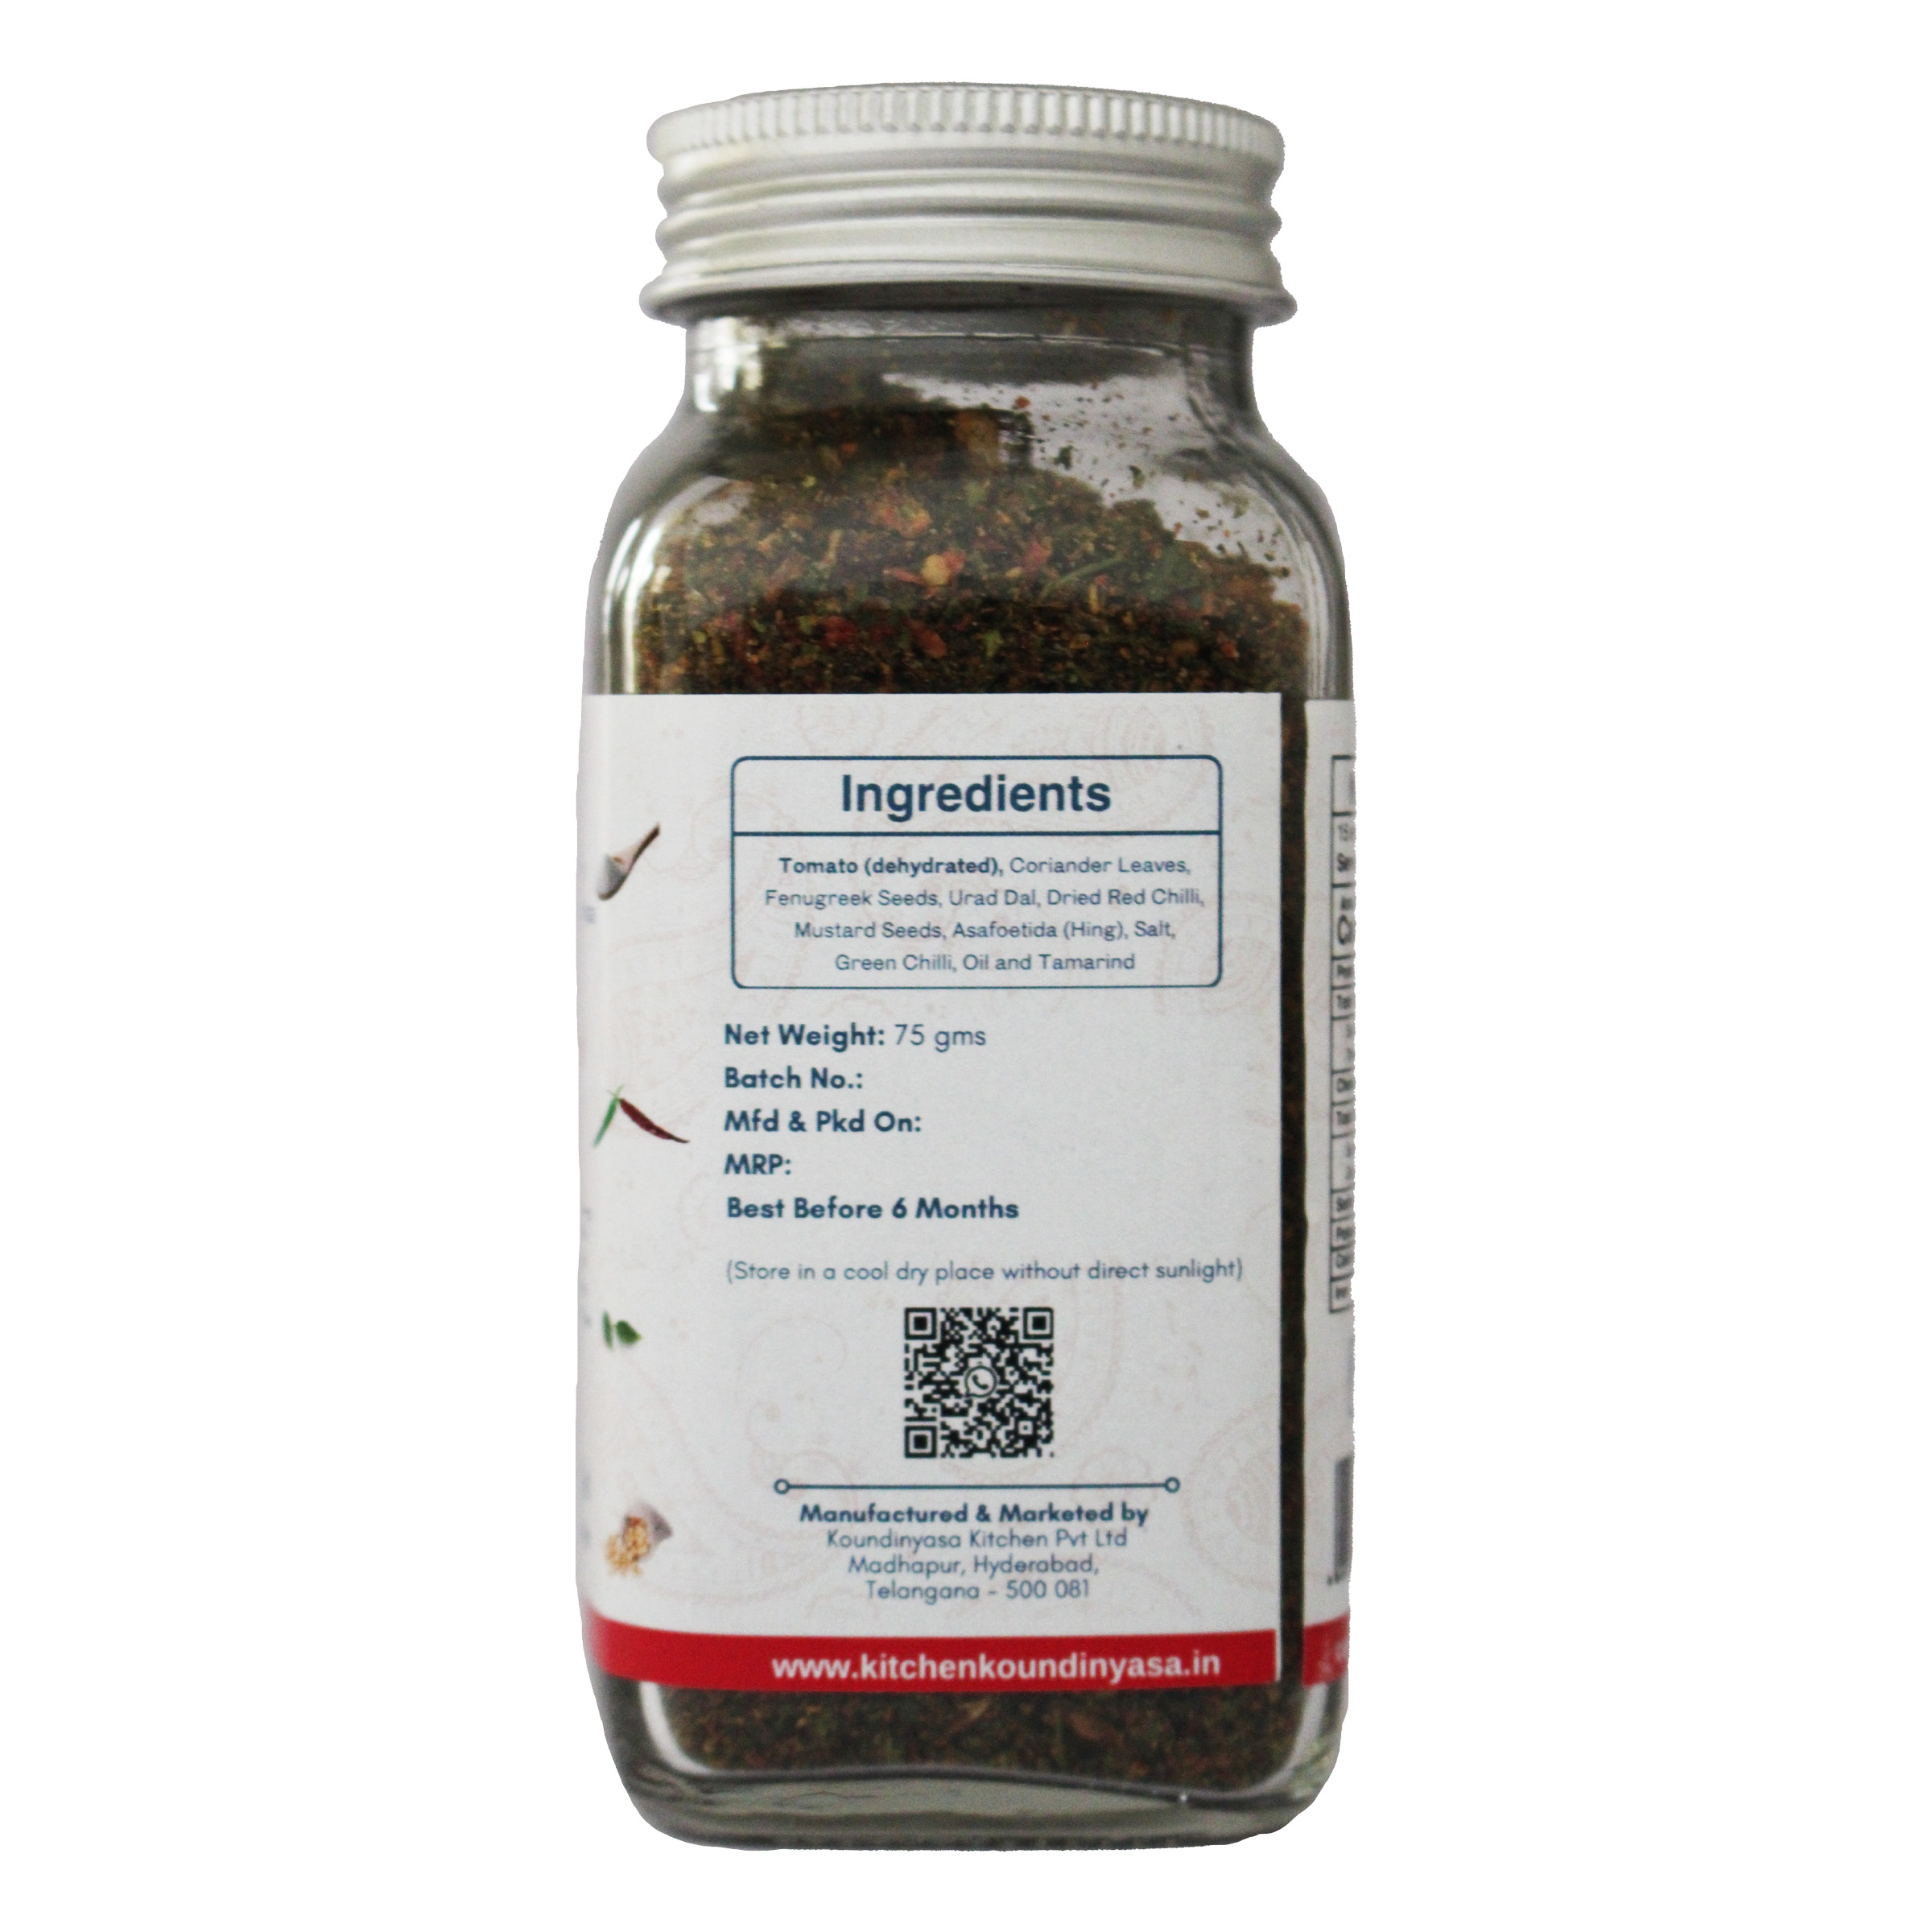 Ingredients
Tomato (dehydrated), Coriander Leaves,
Fenugreek Seeds, Urad Dal, Dried Red Chilli,
Mustard Seeds, Asafoetida (Hing), Salt,
Green Chilli, Oil and Tamarind
Net Weight: 75 gms
Batch No.:
Mfd & Pkd On:
MRP:
Best Before 6 Months
(Store in a cool dry place without direct sunlight)
Manufactured & Marketed by
Koundinyasa Kitchen Pvt Ltd
Madhapur, Hyderabad,
Telangana - 500 081
www.kitchenkoundinyasa.in